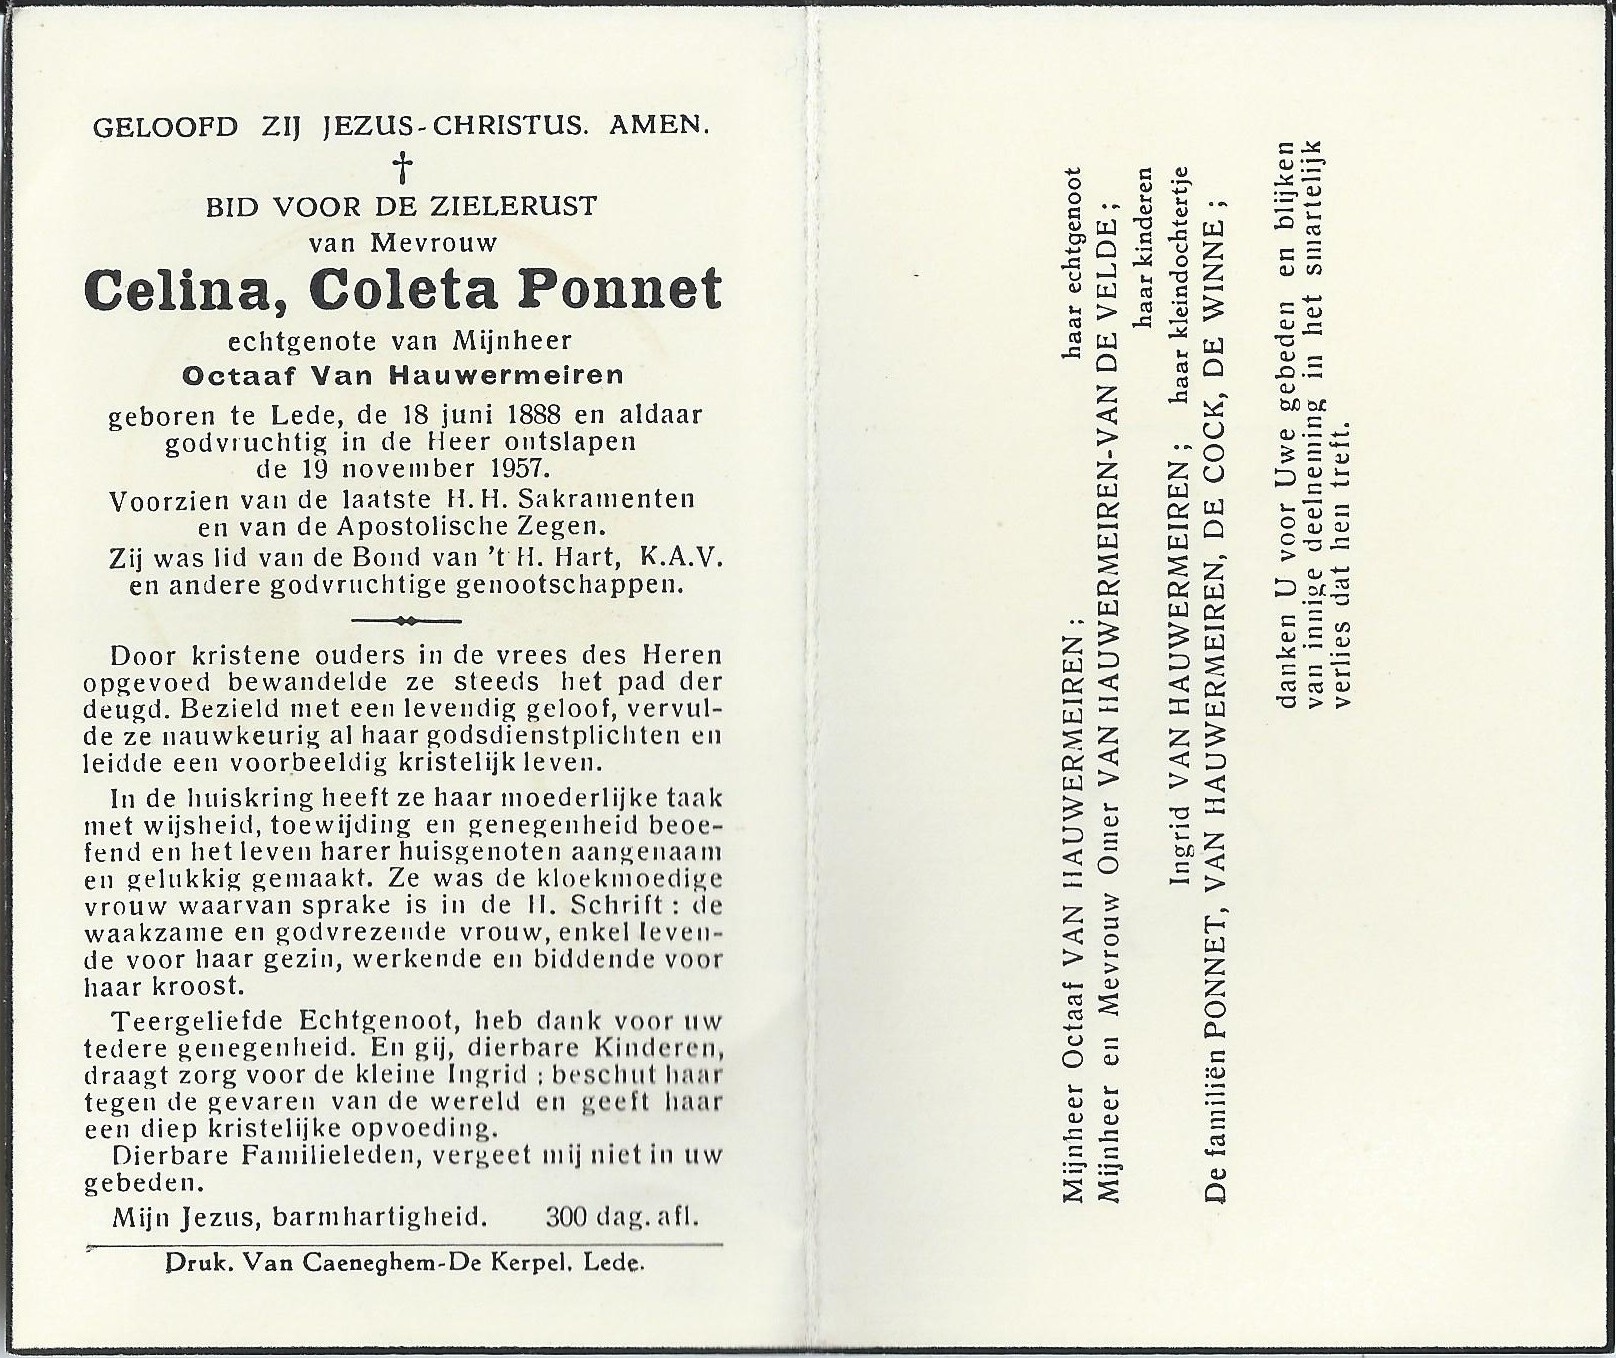 GELOOFD ZIJ JEZUS-CHRISTUS. AMEN.
†
BID VOOR DE ZIELERUST
van Mevrouw
Celina, Coleta Ponnet
echtgenote van Mijnheer
Octaaf Van Hauwermeiren
geboren te Lede, de 18 juni 1888 en aldaar
godvruchtig in de Heer ontslapen
de 19 november 1957.
Voorzien van de laatste H. H. Sakramenten
en van de Apostolische Zegen.
Zij was lid van de Bond van 't H. Hart, K.A.V.
en andere godvruchtige genootschappen.
Door kristene ouders in de vrees des Heren
opgevoed bewandelde ze steeds het pad der
deugd. Bezield met een levendig geloof, vervul-
de ze nauwkeurig al haar godsdienstplichten en
leidde een voorbeeldig kristelijk leven.
In de huiskring heeft ze haar moederlijke taak
met wijsheid, toewijding en genegenheid beoe-
fend en het leven harer huisgenoten aangenaam
en gelukkig gemaakt. Ze was de kloekmoedige
vrouw waarvan sprake is in de H. Schrift : de
waakzame en godvrezende vrouw, enkel leven-
de voor haar gezin, werkende en biddende voor
haar kroost.
Teergeliefde Echtgenoot, heb dank voor uw
tedere genegenheid. En gij, dierbare Kinderen,
draagt zorg voor de kleine Ingrid ; beschut haar
tegen de gevaren van de wereld en geeft haar
een diep kristelijke opvoeding.
Dierbare Familieleden, vergeet mij niet in uw
gebeden.
Mijn Jezus, barmhartigheid. 300 dag. afl.
Druk. Van Caeneghem-De Kerpel, Lede.
Mijnheer Octaaf VAN HAUWERMEIREN ; haar echtgenoot
Mijnheer en Mevrouw Omer VAN HAUWERMEIREN-VAN DE VELDE ;
haar kinderen
Ingrid VAN HAUWERMEIREN ; haar kleindochtertje
De familiën PONNET, VAN HAUWERMEIREN, DE COCK, DE WINNE ;
danken U voor Uwe gebeden en blijken
van innige deelneming in het smartelijk
verlies dat hen treft.